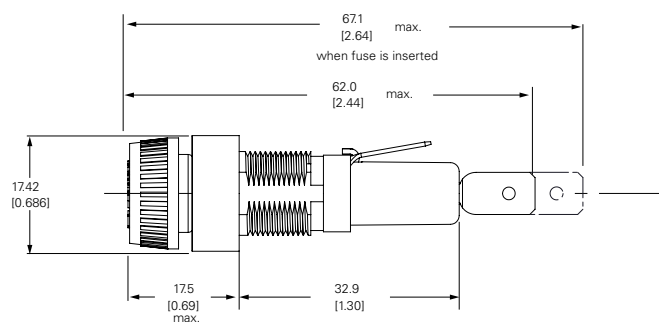 67.1 max.
[2.64]
when fuse is inserted
62.0 max.
[2.44]
17.42
[0.686]
17.5
[0.69]
max.
32.9
[1.30]